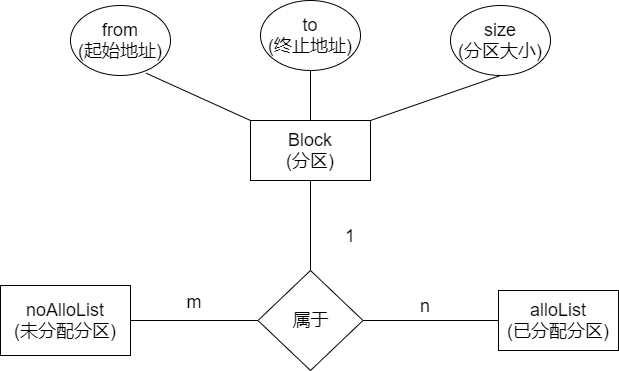 from
(起始地址)
to
(终止地址)
size
(分区大小)
Block
(分区)
1
noAlloList
(未分配分区)
m
属于
n
alloList
(已分配分区)